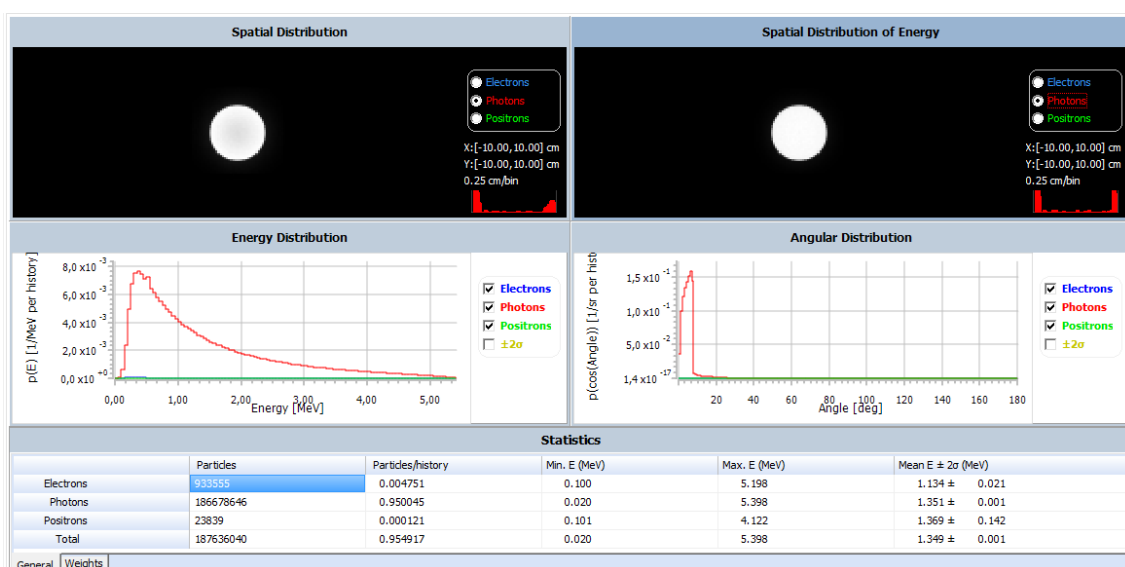 Spatial Distribution
Electrons
Photons
Positrons
X:[-10.00,10.00] cm
Y:[-10.00,10.00] cm
0.25 cm/bin
Spatial Distribution of Energy
Electrons
Photons
Positrons
X:[-10.00,10.00] cm
Y:[-10.00,10.00] cm
0.25 cm/bin
Energy Distribution
p(E) [1/MeV per history]
8,0 x10 -3
6,0 x10 -3
4,0 x10 -3
2,0 x10 -3
0,0 x10 +0
0,00 1,00 2,00 3,00 4,00 5,00
Energy [MeV]
Electrons
Photons
Positrons
±2σ
Angular Distribution
p(cos(Angle)) [1/sr per hist
1,5 x10 -1
1,0 x10 -1
5,0 x10 -2
1,4 x10 -17
20 40 60 80 100 120 140 160 180
Angle [deg]
Electrons
Photons
Positrons
±2σ
Statistics
Particles Particles/history Min. E (MeV) Max. E (MeV) Mean E ± 2σ (MeV)
Electrons 933555 0.004751 0.100 5.198 1.134 ± 0.021
Photons 186678646 0.950045 0.020 5.398 1.351 ± 0.001
Positrons 23839 0.000121 0.101 4.122 1.369 ± 0.142
Total 187636040 0.954917 0.020 5.398 1.349 ± 0.001
General Weights